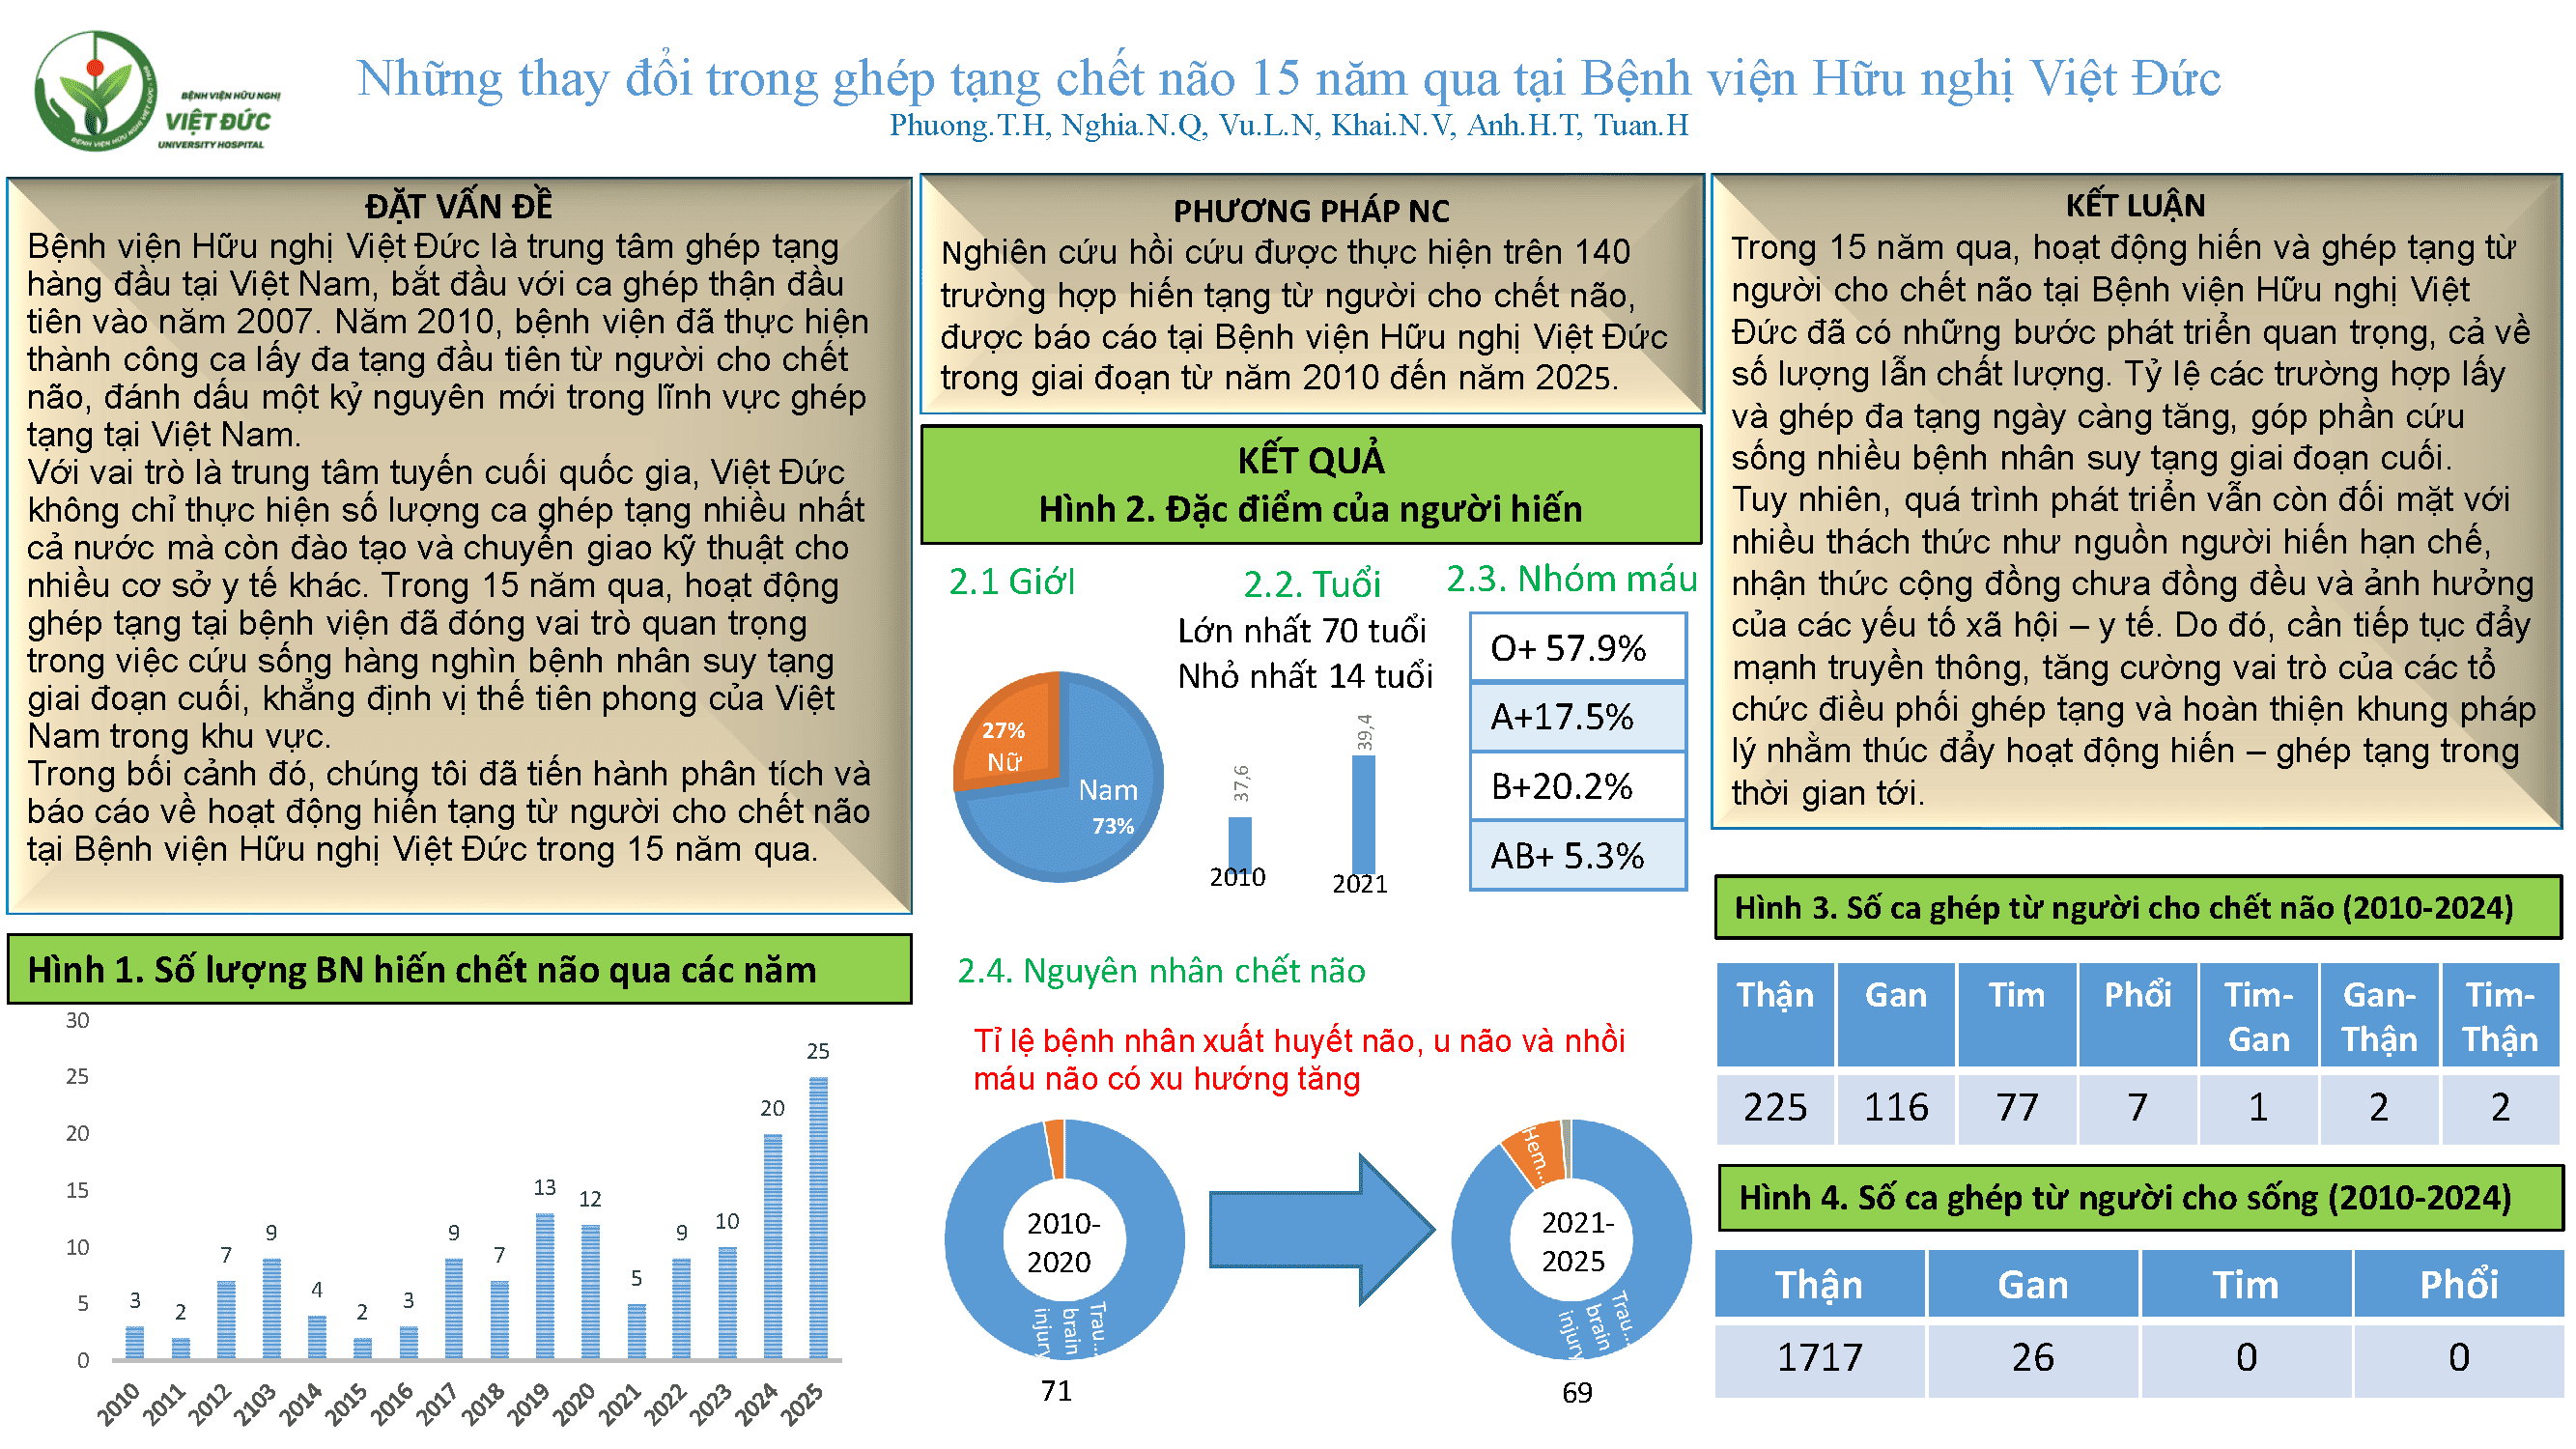 BỆNH VIỆN HỮU NGHỊ
VIỆT ĐỨC
UNIVERSITY HOSPITAL
Những thay đổi trong ghép tạng chết não 15 năm qua tại Bệnh viện Hữu nghị Việt Đức
Phuong.T.H, Nghia.N.Q, Vu.L.N, Khai.N.V, Anh.H.T, Tuan.H
ĐẶT VẤN ĐỀ
Bệnh viện Hữu nghị Việt Đức là trung tâm ghép tạng
hàng đầu tại Việt Nam, bắt đầu với ca ghép thận đầu
tiên vào năm 2007. Năm 2010, bệnh viện đã thực hiện
thành công ca lấy đa tạng đầu tiên từ người cho chết
não, đánh dấu một kỷ nguyên mới trong lĩnh vực ghép
tạng tại Việt Nam.
Với vai trò là trung tâm tuyến cuối quốc gia, Việt Đức
không chỉ thực hiện số lượng ca ghép tạng nhiều nhất
cả nước mà còn đào tạo và chuyển giao kỹ thuật cho
nhiều cơ sở y tế khác. Trong 15 năm qua, hoạt động
ghép tạng tại bệnh viện đã đóng vai trò quan trọng
trong việc cứu sống hàng nghìn bệnh nhân suy tạng
giai đoạn cuối, khẳng định vị thế tiên phong của Việt
Nam trong khu vực.
Trong bối cảnh đó, chúng tôi đã tiến hành phân tích và
báo cáo về hoạt động hiến tạng từ người cho chết não
tại Bệnh viện Hữu nghị Việt Đức trong 15 năm qua.
Hình 1. Số lượng BN hiến chết não qua các năm
30
25
20
15
10
5
0
3
2
7
9
4
2
3
9
7
13
12
5
9
10
20
25
2010
2011
2012
2103
2014
2015
2016
2017
2018
2019
2020
2021
2022
2023
2024
2025
PHƯƠNG PHÁP NC
Nghiên cứu hồi cứu được thực hiện trên 140
trường hợp hiến tạng từ người cho chết não,
được báo cáo tại Bệnh viện Hữu nghị Việt Đức
trong giai đoạn từ năm 2010 đến năm 2025.
KẾT QUẢ
Hình 2. Đặc điểm của người hiến
2.1 Giớl
27%
Nữ
Nam
73%
2.2. Tuổi
Lớn nhất 70 tuổi
Nhỏ nhất 14 tuổi
37,6
39,4
2010
2021
2.3. Nhóm máu
O+ 57.9%
A+17.5%
B+20.2%
AB+ 5.3%
2.4. Nguyên nhân chết não
Tỉ lệ bệnh nhân xuất huyết não, u não và nhồi
máu não có xu hướng tăng
2010-
2020
Trau...
brain
injury
71
2021-
2025
Hem...
Trau...
brain
injury
69
KẾT LUẬN
Trong 15 năm qua, hoạt động hiến và ghép tạng từ
người cho chết não tại Bệnh viện Hữu nghị Việt
Đức đã có những bước phát triển quan trọng, cả về
số lượng lẫn chất lượng. Tỷ lệ các trường hợp lấy
và ghép đa tạng ngày càng tăng, góp phần cứu
sống nhiều bệnh nhân suy tạng giai đoạn cuối.
Tuy nhiên, quá trình phát triển vẫn còn đối mặt với
nhiều thách thức như nguồn người hiến hạn chế,
nhận thức cộng đồng chưa đồng đều và ảnh hưởng
của các yếu tố xã hội – y tế. Do đó, cần tiếp tục đẩy
mạnh truyền thông, tăng cường vai trò của các tổ
chức điều phối ghép tạng và hoàn thiện khung pháp
lý nhằm thúc đẩy hoạt động hiến – ghép tạng trong
thời gian tới.
Hình 3. Số ca ghép từ người cho chết não (2010-2024)
Thận Gan Tim Phổi Tim- Gan- Tim-
Gan Thận Thận
225 116 77 7 1 2 2
Hình 4. Số ca ghép từ người cho sống (2010-2024)
Thận Gan Tim Phổi
1717 26 0 0